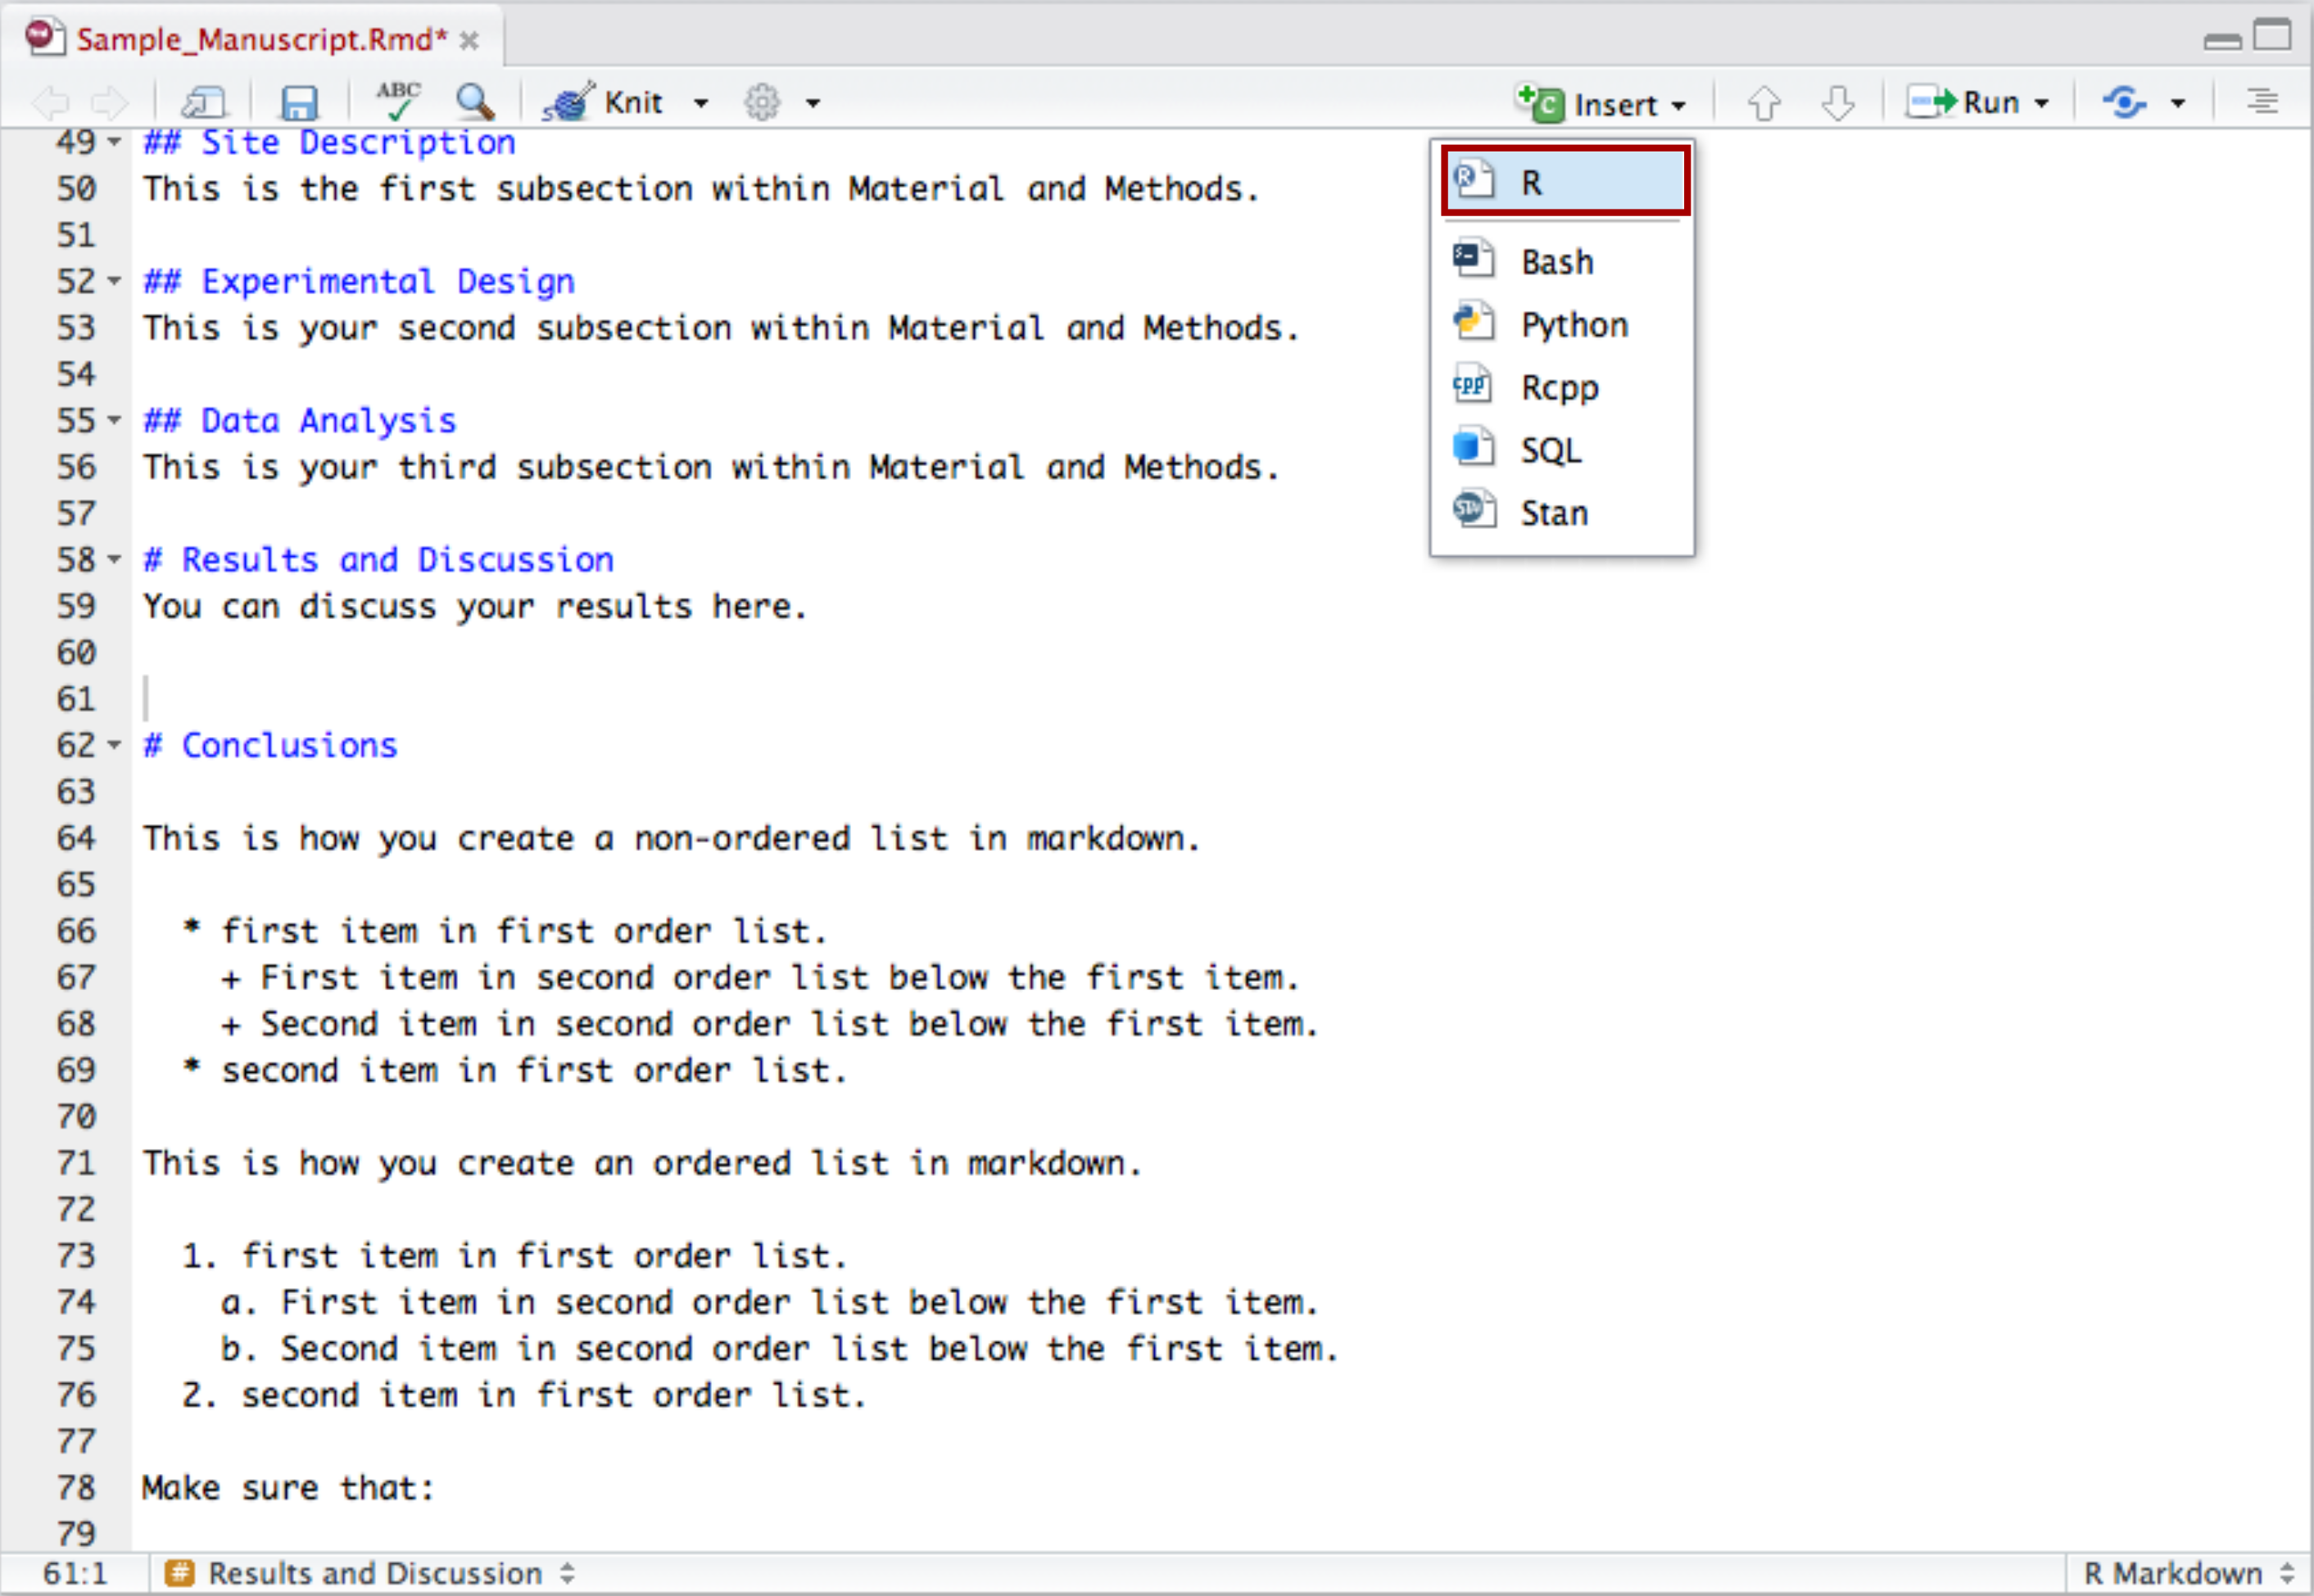 Sample_Manuscript.Rmd*
ABC Knit Insert Run
49 ## Site Description
50 This is the first subsection within Material and Methods.
51
52 ## Experimental Design
53 This is your second subsection within Material and Methods.
54
55 ## Data Analysis
56 This is your third subsection within Material and Methods.
57
58 # Results and Discussion
59 You can discuss your results here.
60
61
62 # Conclusions
63
64 This is how you create a non-ordered list in markdown.
65
66 * first item in first order list.
67 + First item in second order list below the first item.
68 + Second item in second order list below the first item.
69 * second item in first order list.
70
71 This is how you create an ordered list in markdown.
72
73 1. first item in first order list.
74 a. First item in second order list below the first item.
75 b. Second item in second order list below the first item.
76 2. second item in first order list.
77
78 Make sure that:
79
R
Bash
Python
Rcpp
SQL
Stan
61:1 # Results and Discussion R Markdown